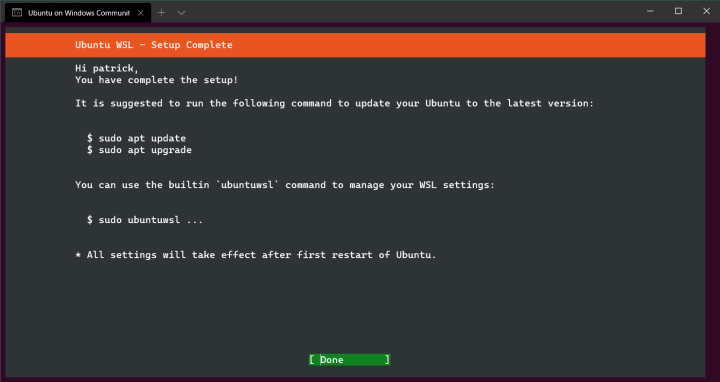 Ubuntu on Windows Communit
Ubuntu WSL - Setup Complete
Hi patrick,
You have complete the setup!
It is suggested to run the following command to update your Ubuntu to the latest version:
$ sudo apt update
$ sudo apt upgrade
You can use the builtin `ubuntuwsl` command to manage your WSL settings:
$ sudo ubuntuwsl ...
* All settings will take effect after first restart of Ubuntu.
[ Done ]